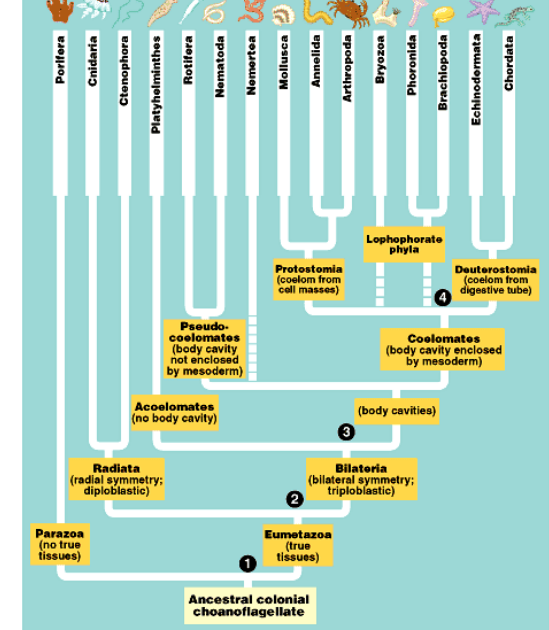 Porifera
Cnidaria
Ctenophora
Platyhelminthes
Rotifera
Nematoda
Nemertea
Mollusca
Annelida
Arthropoda
Bryozoa
Phoronida
Brachiopoda
Echinodermata
Chordata
Lophophorate
phyla
Protostomia
(coelom from
cell masses)
Deuterostomia
(coelom from
digestive tube)
4
Pseudo-
coelomates
(body cavity
not enclosed
by mesoderm)
Coelomates
(body cavity enclosed
by mesoderm)
Acoelomates
(no body cavity)
(body cavities)
3
Radiata
(radial symmetry;
diploblastic)
Bilateria
(bilateral symmetry;
triploblastic)
2
Parazoa
(no true
tissues)
Eumetazoa
(true
tissues)
1
Ancestral colonial
choanoflagellate